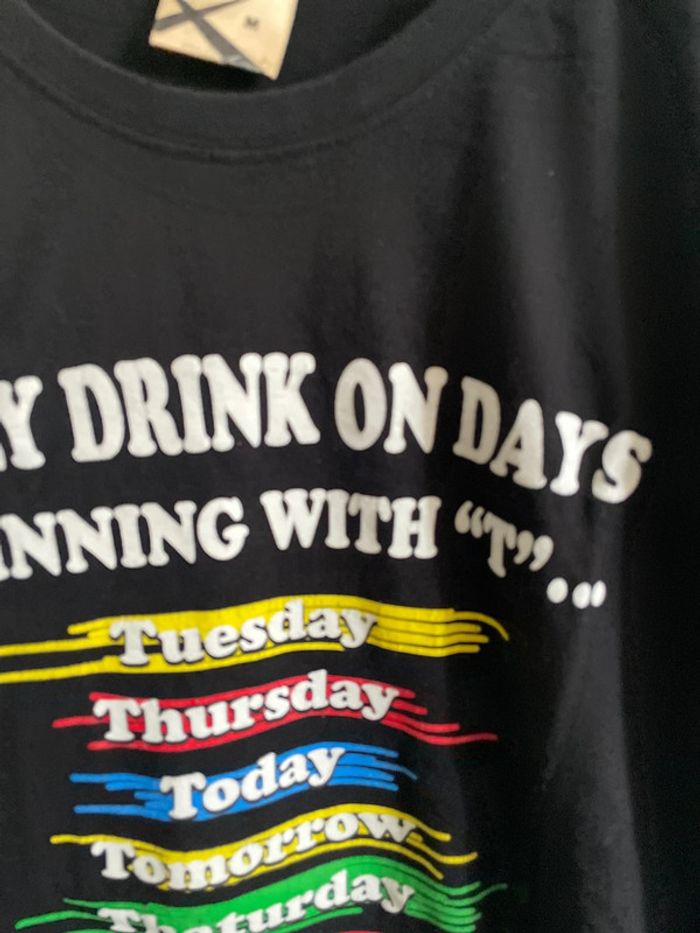 M
Y DRINK ON DAYS
INNING WITH “T”...
Tuesday
Thursday
Today
Tomorrow
Thaturday